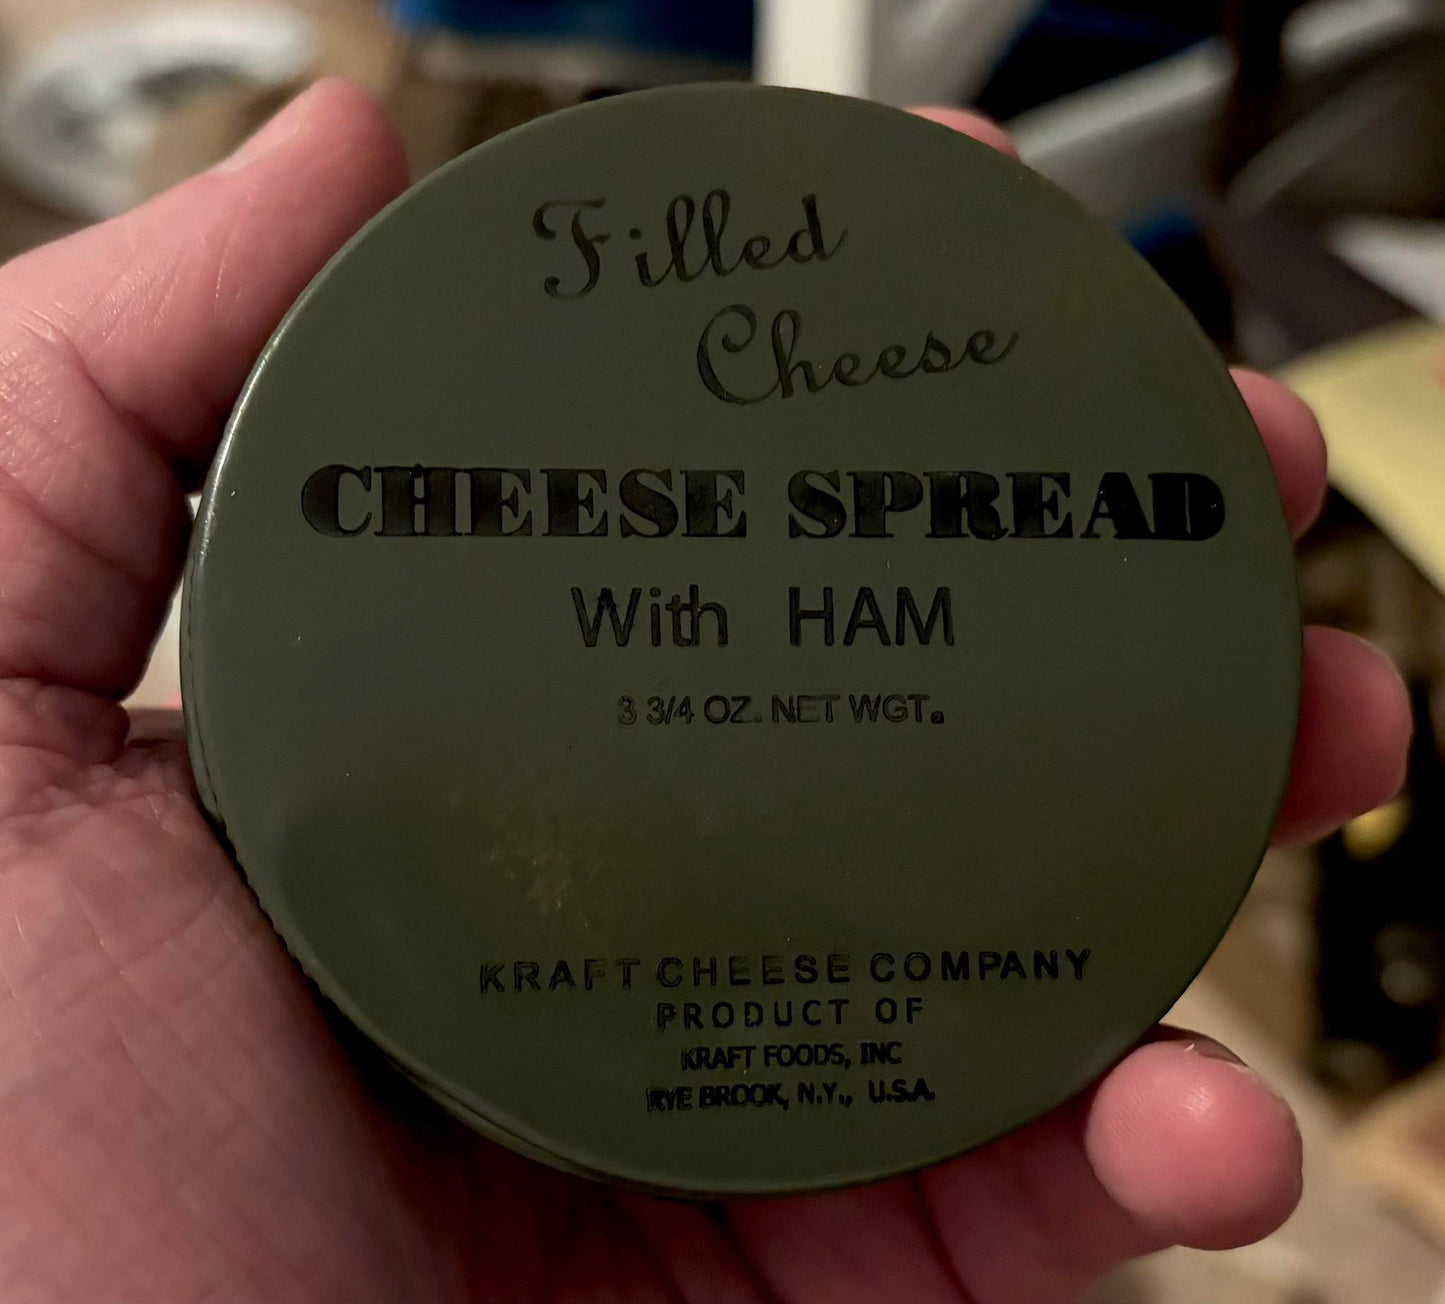 Filled
Cheese
CHEESE SPREAD
With HAM
3 3/4 OZ. NET WGT.
KRAFT CHEESE COMPANY
PRODUCT OF
KRAFT FOODS, INC
RYE BROOK, N.Y., U.S.A.